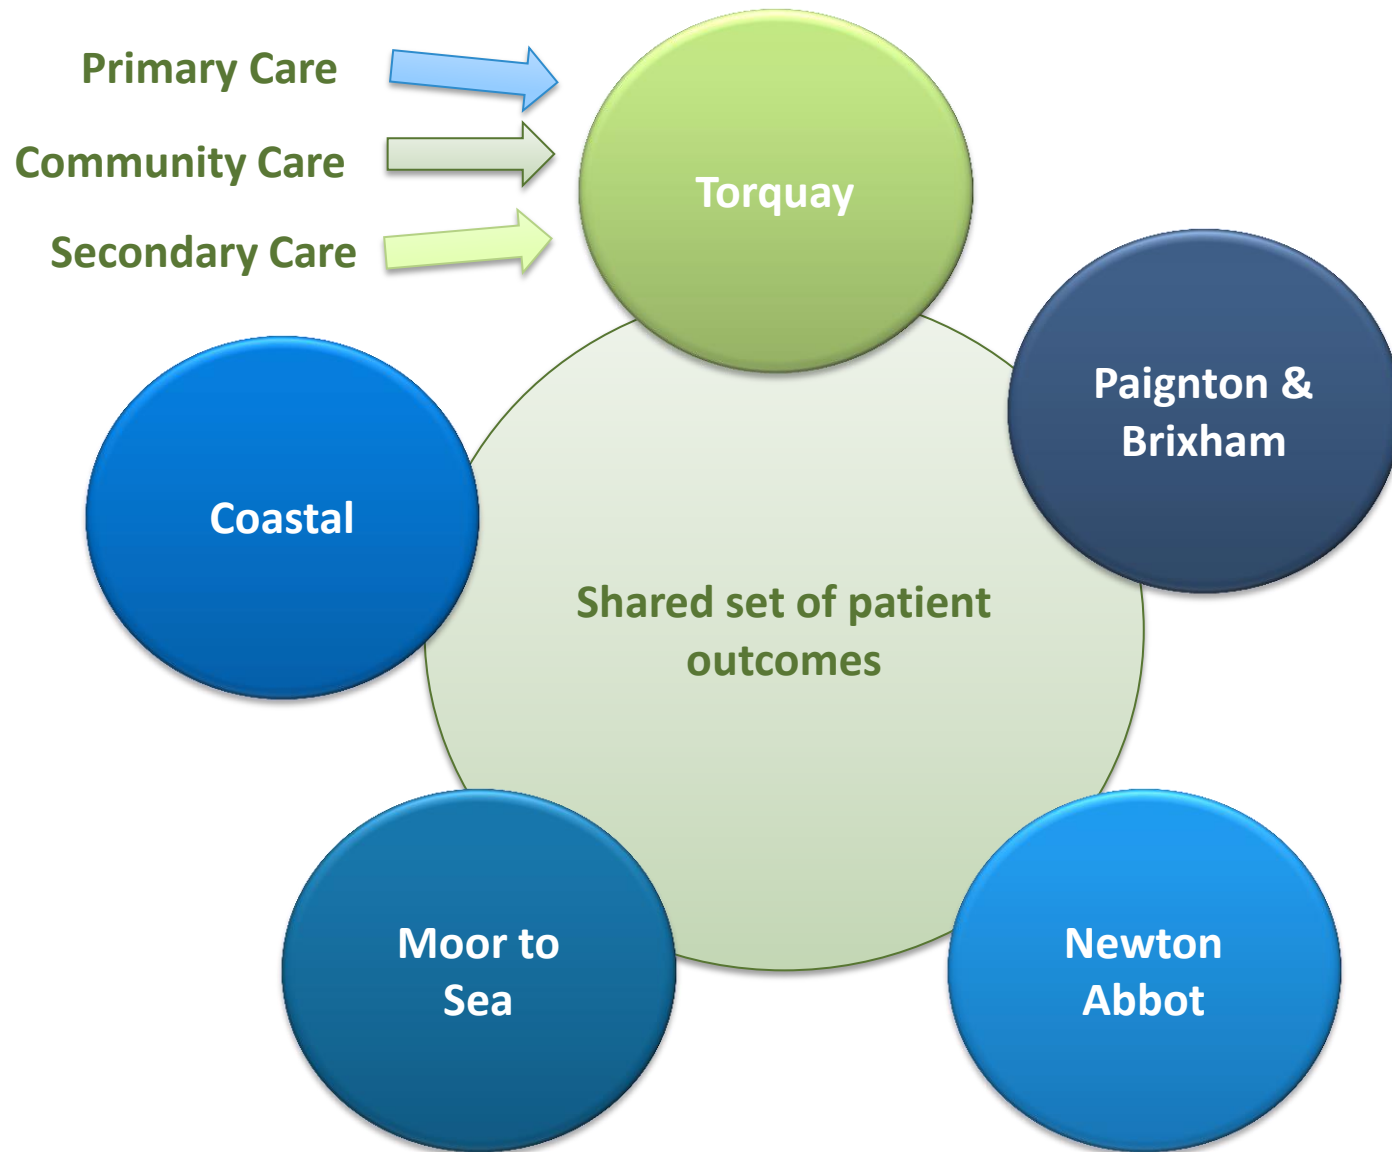 Primary Care
Community Care
Secondary Care
Torquay
Paignton &
Brixham
Coastal
Shared set of patient
outcomes
Moor to
Sea
Newton
Abbot